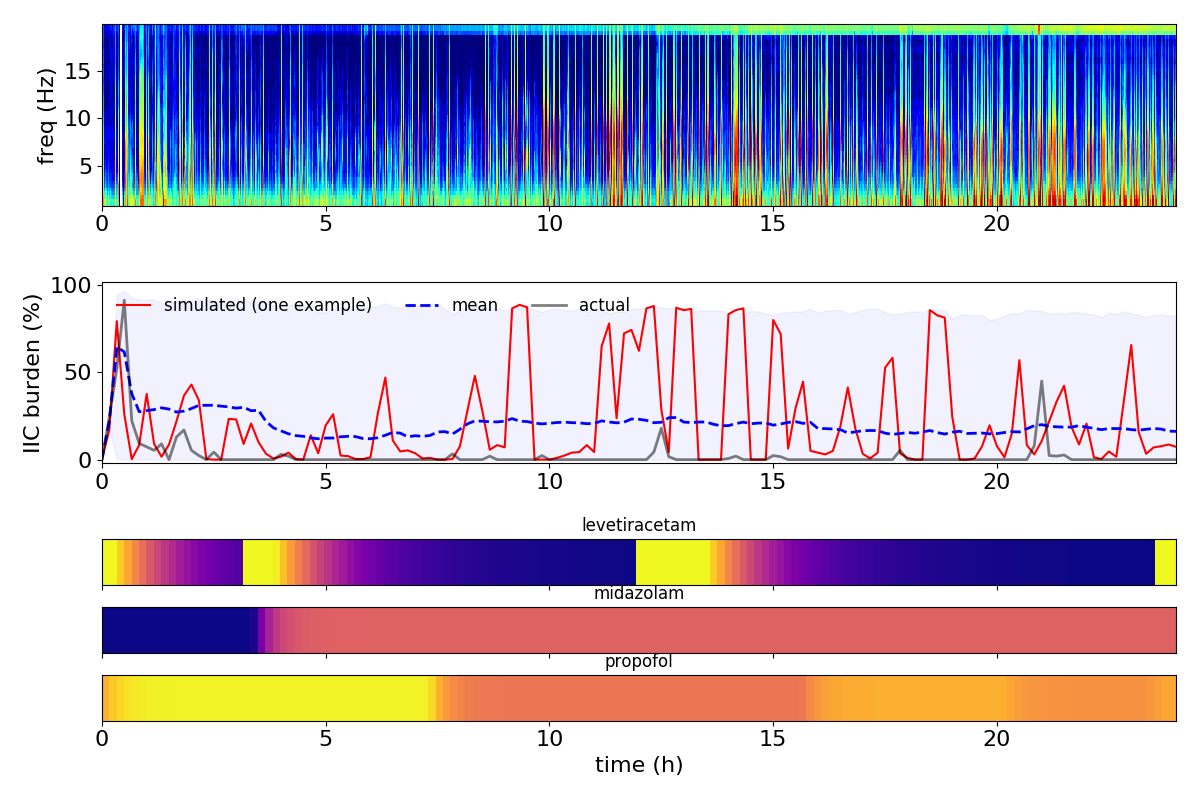 freq (Hz)
15
10
5
0 5 10 15 20
IIC burden (%)
100
50
0
simulated (one example) mean actual
0 5 10 15 20
levetiracetam
midazolam
propofol
0 5 10 15 20
time (h)